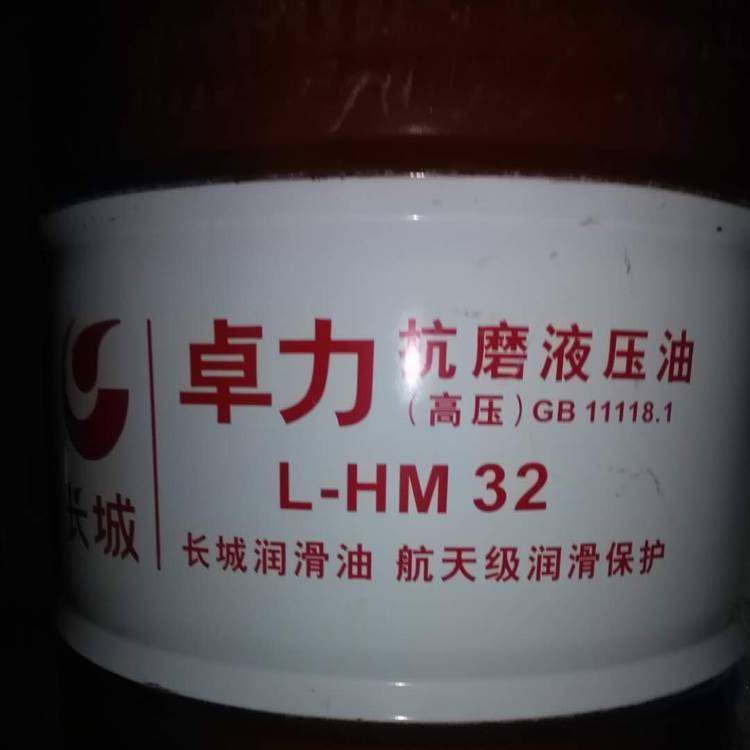 长城
卓力 抗磨液压油
(高压) GB 11118.1
L-HM 32
长城润滑油 航天级润滑保护